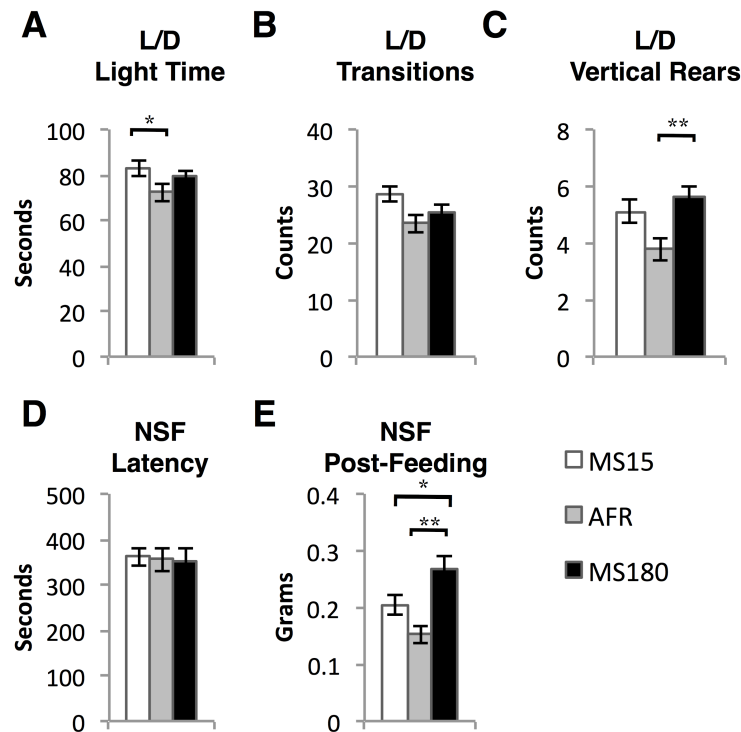 A
L/D
Light Time
B
L/D
Transitions
C
L/D
Vertical Rears
Seconds
100
80
60
40
20
0
*
Counts
40
30
20
10
0
Counts
8
6
4
2
0
**
D
NSF
Latency
E
NSF
Post-Feeding
Seconds
500
400
300
200
100
0
Grams
0.4
0.3
0.2
0.1
0
*
**
MS15
AFR
MS180